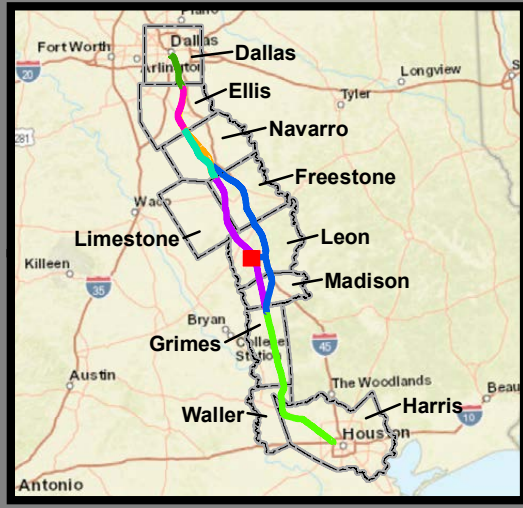 Plano
Fort Worth
Dallas
Dallas
Arlington
20
Longview
Ellis
Tyler
281
Navarro
Freestone
Waco
Limestone
Leon
Killeen
Madison
35
Bryan
Grimes
College
Station
45
Austin
The Woodlands
Waller
Harris
Beau
10
Houston
Antonio